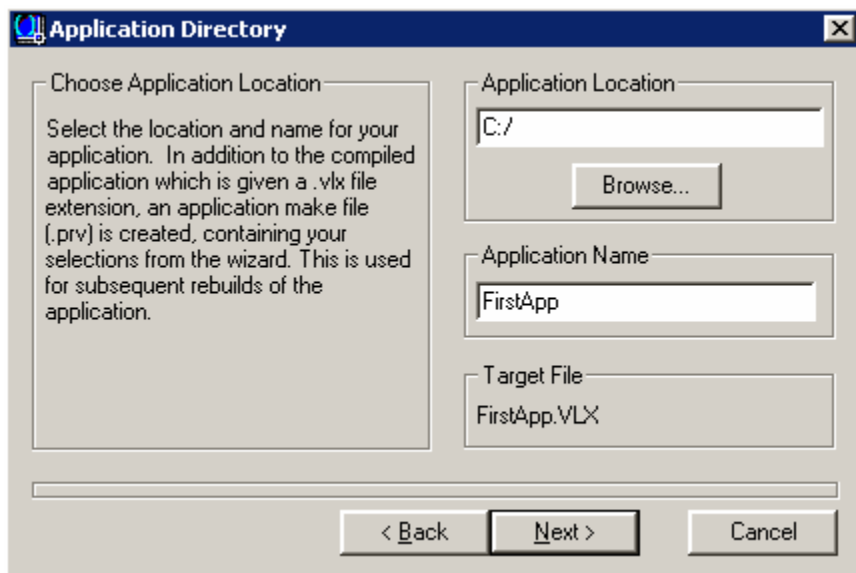 Application Directory
Choose Application Location
Select the location and name for your
application.  In addition to the compiled
application which is given a .vlx file
extension, an application make file
(.prv) is created, containing your
selections from the wizard. This is used
for subsequent rebuilds of the
application.
Application Location
C:/
Browse...
Application Name
FirstApp
Target File
FirstApp.VLX
< Back
Next >
Cancel